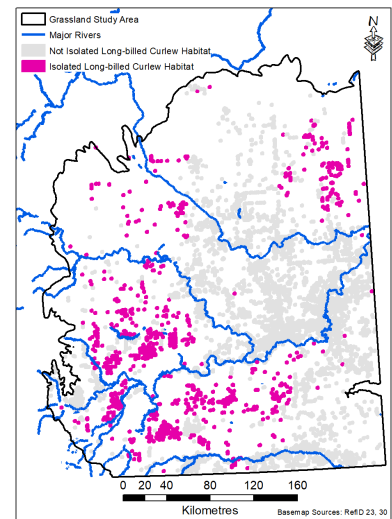 Grassland Study Area
Major Rivers
Not Isolated Long-billed Curlew Habitat
Isolated Long-billed Curlew Habitat
N
0 20 40 80 120 160
Kilometres
Basemap Sources: RefID 23, 30